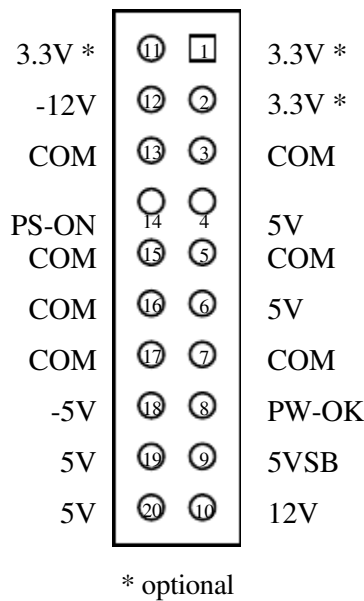 3.3V * 11 1 3.3V *
-12V 12 2 3.3V *
COM 13 3 COM
PS-ON 14 4 5V
COM 15 5 COM
COM 16 6 5V
COM 17 7 COM
-5V 18 8 PW-OK
5V 19 9 5VSB
5V 20 10 12V
* optional